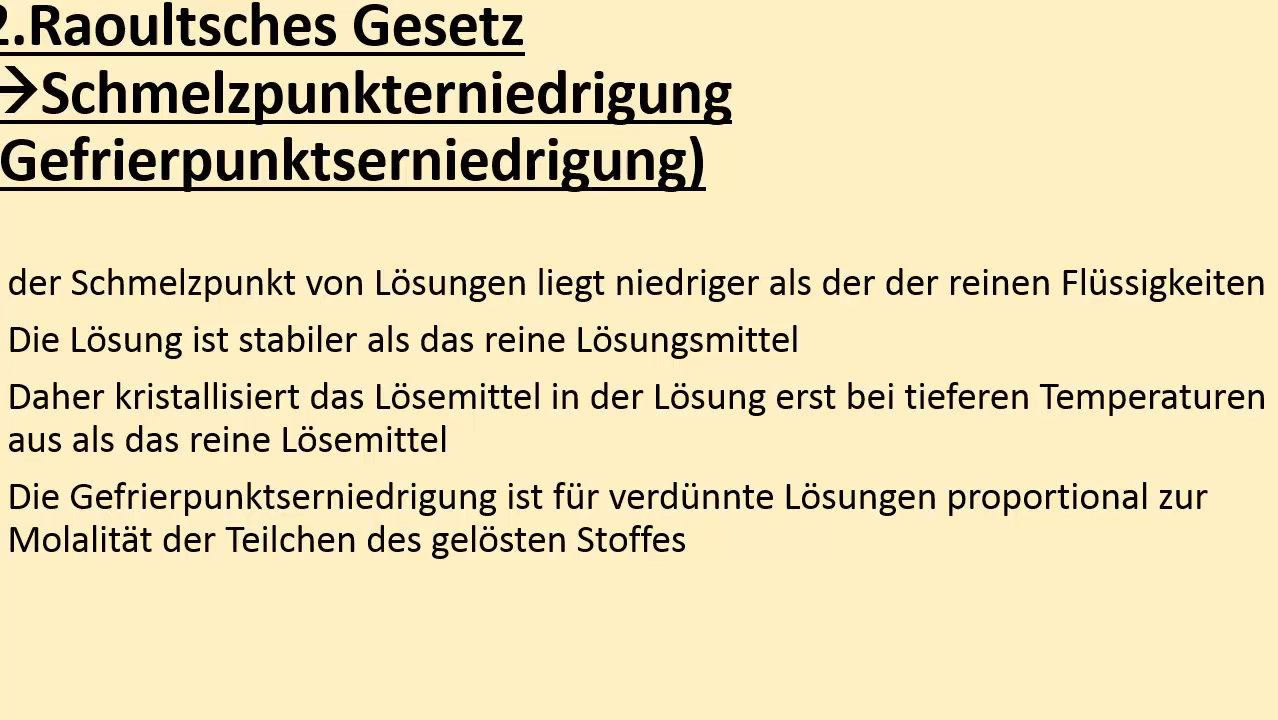 2.Raoultsches Gesetz
→Schmelzpunkterniedrigung
Gefrierpunktserniedrigung)
der Schmelzpunkt von Lösungen liegt niedriger als der der reinen Flüssigkeiten
Die Lösung ist stabiler als das reine Lösungsmittel
Daher kristallisiert das Lösemittel in der Lösung erst bei tieferen Temperaturen
aus als das reine Lösemittel
Die Gefrierpunktserniedrigung ist für verdünnte Lösungen proportional zur
Molalität der Teilchen des gelösten Stoffes